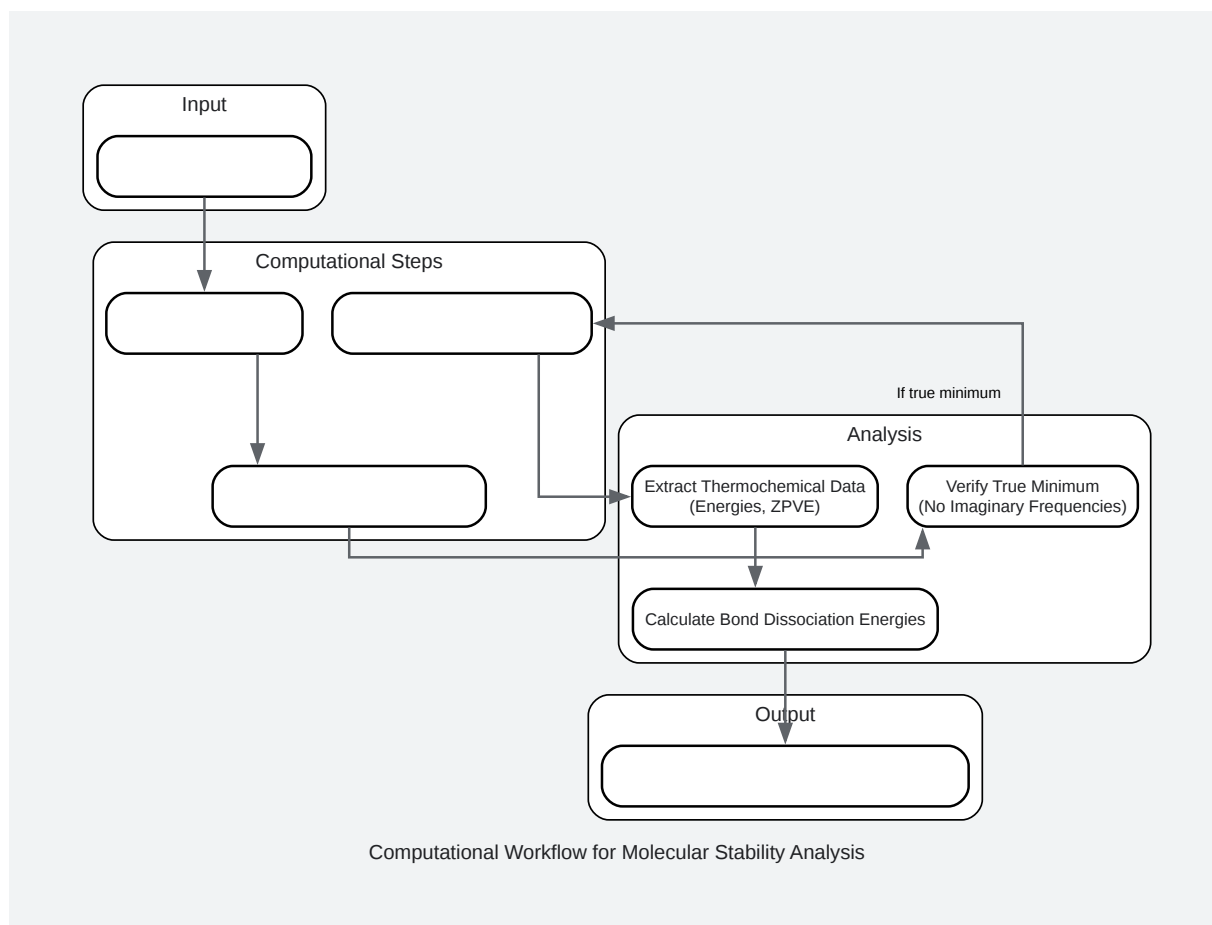 Input
Computational Steps
If true minimum
Analysis
Extract Thermochemical Data
(Energies, ZPVE)
Verify True Minimum
(No Imaginary Frequencies)
Calculate Bond Dissociation Energies
Output
Computational Workflow for Molecular Stability Analysis